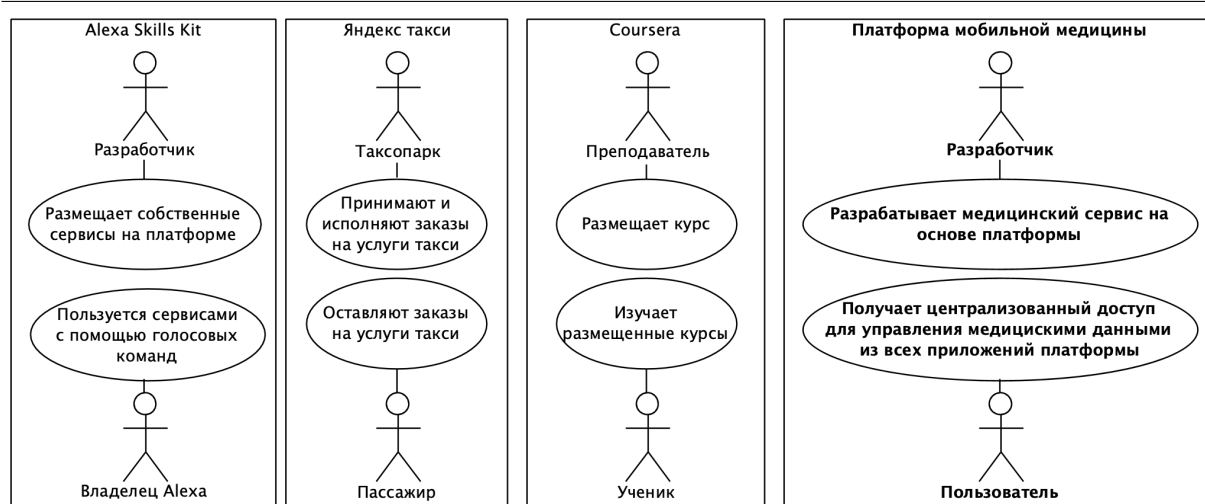 Alexa Skills Kit
Разработчик
Размещает собственные
сервисы на платформе
Пользуется сервисами
с помощью голосовых
команд
Владелец Alexa
Яндекс такси
Таксопарк
Принимают и
исполняют заказы
на услуги такси
Оставляют заказы
на услуги такси
Пассажир
Coursera
Преподаватель
Размещает курс
Изучает
размещенные курсы
Ученик
Платформа мобильной медицины
Разработчик
Разрабатывает медицинский сервис на
основе платформы
Получает централизованный доступ
для управления медицискими данными
из всех приложений платформы
Пользователь